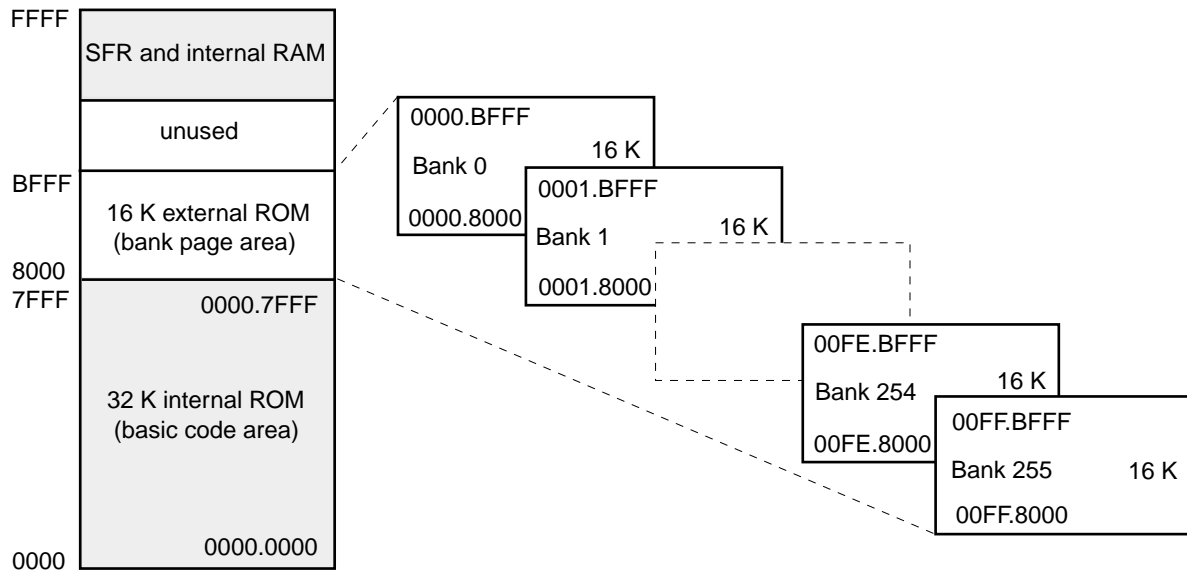 FFFF
SFR and internal RAM
unused
BFFF
16 K external ROM
(bank page area)
8000
7FFF
0000.7FFF
32 K internal ROM
(basic code area)
0000.0000
0000
0000.BFFF
16 K
Bank 0
0000.8000
0001.BFFF
16 K
Bank 1
0001.8000
00FE.BFFF
16 K
Bank 254
00FE.8000
00FF.BFFF
Bank 255 16 K
00FF.8000